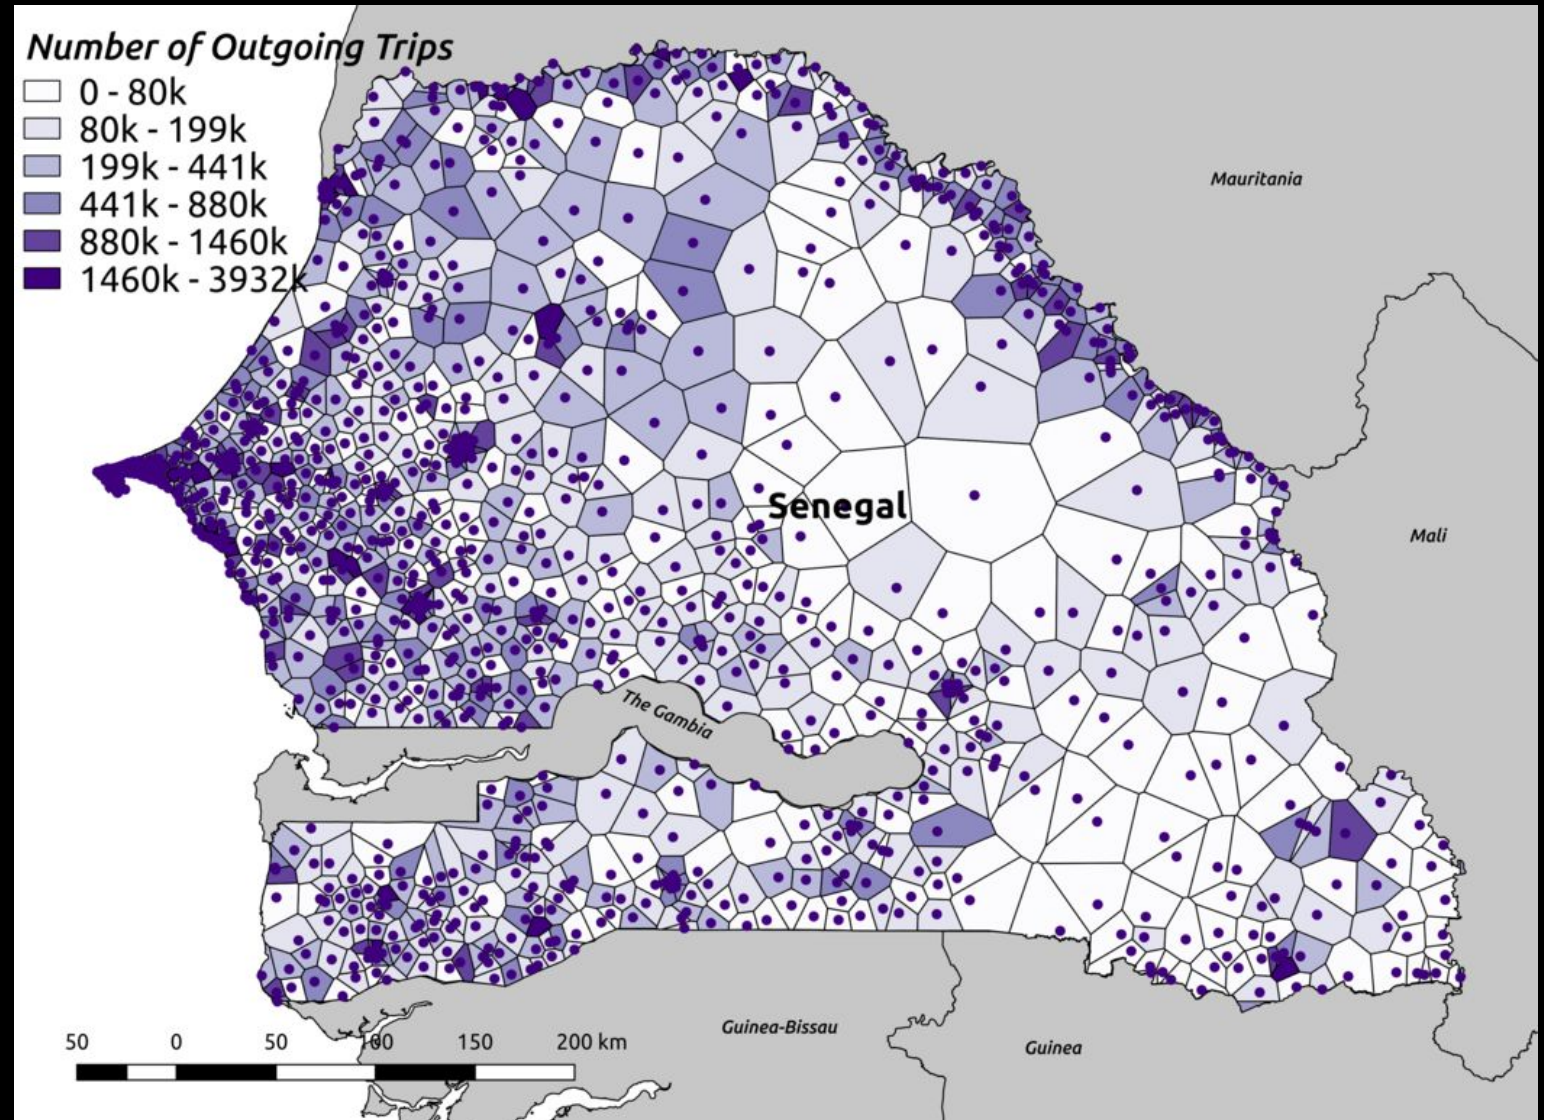 Number of Outgoing Trips
0 - 80k
80k - 199k
199k - 441k
441k - 880k
880k - 1460k
1460k - 3932k
Mauritania
Senegal
Mali
The Gambia
Guinea-Bissau
Guinea
50 0 50 100 150 200 km